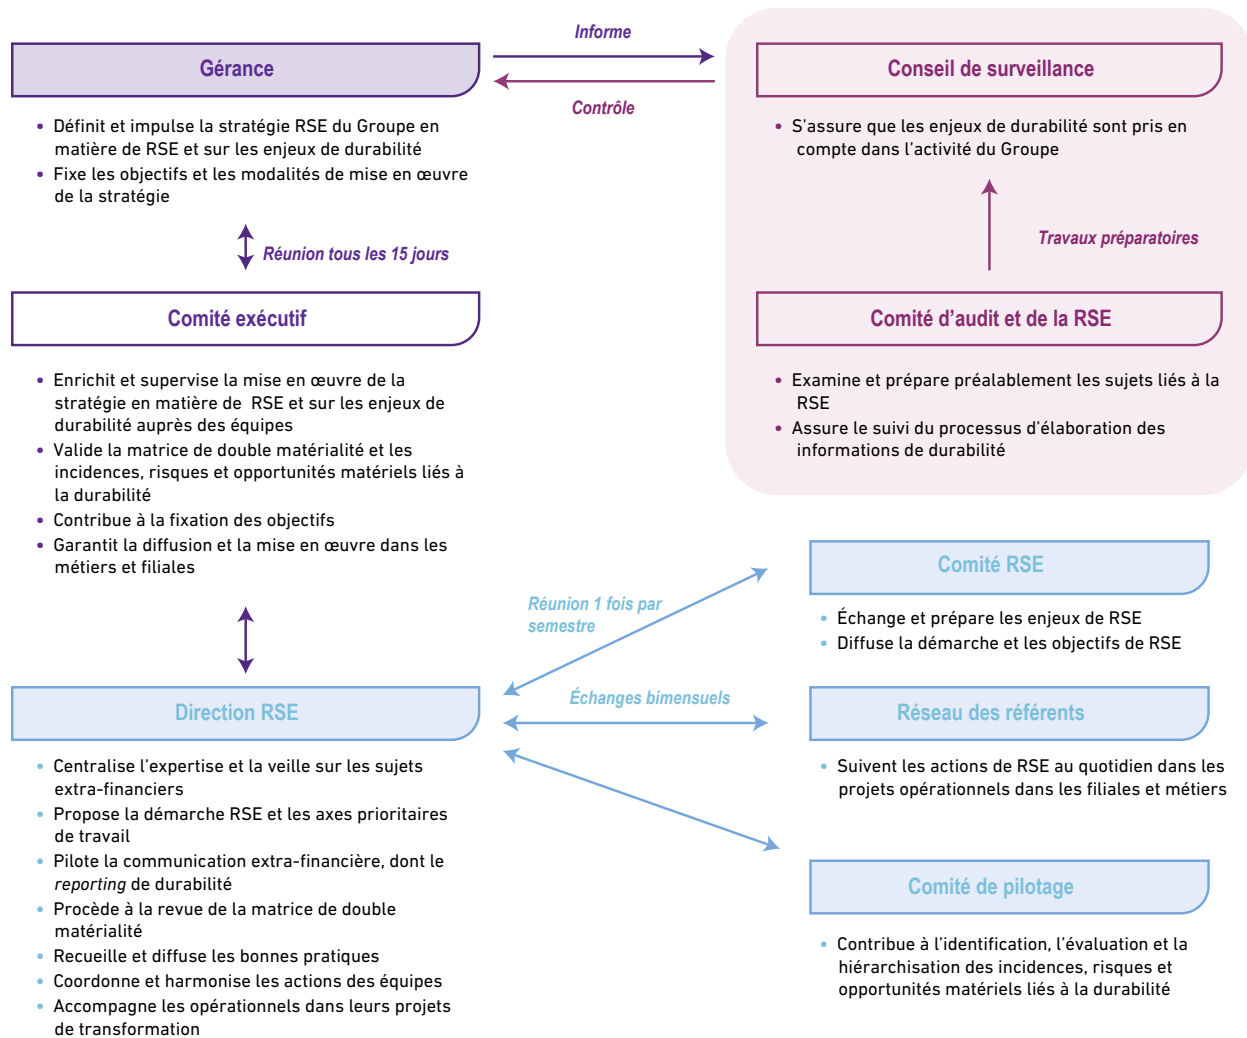 Informe
Gérance
Conseil de surveillance
Contrôle
• Définit et impulse la stratégie RSE du Groupe en
matière de RSE et sur les enjeux de durabilité
• Fixe les objectifs et les modalités de mise en œuvre
de la stratégie
• S’assure que les enjeux de durabilité sont pris en
compte dans l’activité du Groupe
Réunion tous les 15 jours
Travaux préparatoires
Comité exécutif
Comité d’audit et de la RSE
• Enrichit et supervise la mise en œuvre de la
stratégie en matière de RSE et sur les enjeux de
durabilité auprès des équipes
• Valide la matrice de double matérialité et les
incidences, risques et opportunités matériels liés à
la durabilité
• Contribue à la fixation des objectifs
• Garantit la diffusion et la mise en œuvre dans les
métiers et filiales
• Examine et prépare préalablement les sujets liés à la
RSE
• Assure le suivi du processus d’élaboration des
informations de durabilité
Comité RSE
Réunion 1 fois par
semestre
• Échange et prépare les enjeux de RSE
• Diffuse la démarche et les objectifs de RSE
Direction RSE
Échanges bimensuels
Réseau des référents
• Centralise l’expertise et la veille sur les sujets
extra-financiers
• Propose la démarche RSE et les axes prioritaires
de travail
• Pilote la communication extra-financière, dont le
reporting de durabilité
• Procède à la revue de la matrice de double
matérialité
• Recueille et diffuse les bonnes pratiques
• Coordonne et harmonise les actions des équipes
• Accompagne les opérationnels dans leurs projets
de transformation
• Suivent les actions de RSE au quotidien dans les
projets opérationnels dans les filiales et métiers
Comité de pilotage
• Contribue à l’identification, l’évaluation et la
hiérarchisation des incidences, risques et
opportunités matériels liés à la durabilité